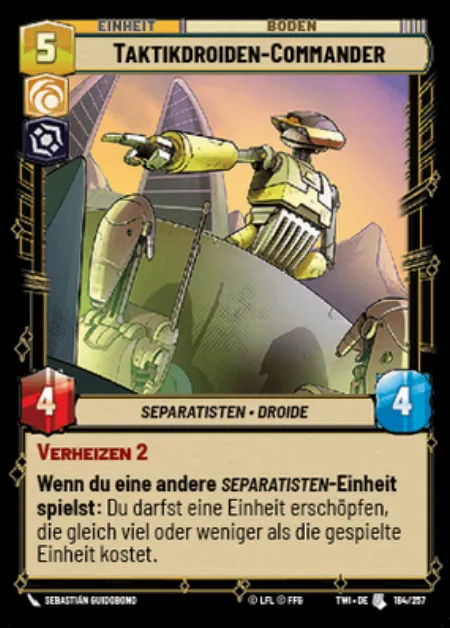 EINHEIT BODEN
5 TAKTIKDROIDEN-COMMANDER
4 SEPARATISTEN • DROIDE 4
VERHEIZEN 2
Wenn du eine andere SEPARATISTEN-Einheit
spielst: Du darfst eine Einheit erschöpfen,
die gleich viel oder weniger als die gespielte
Einheit kostet.
SEBASTIÁN GUIDOBONO © LFL © FFG TWI • DE 184/257